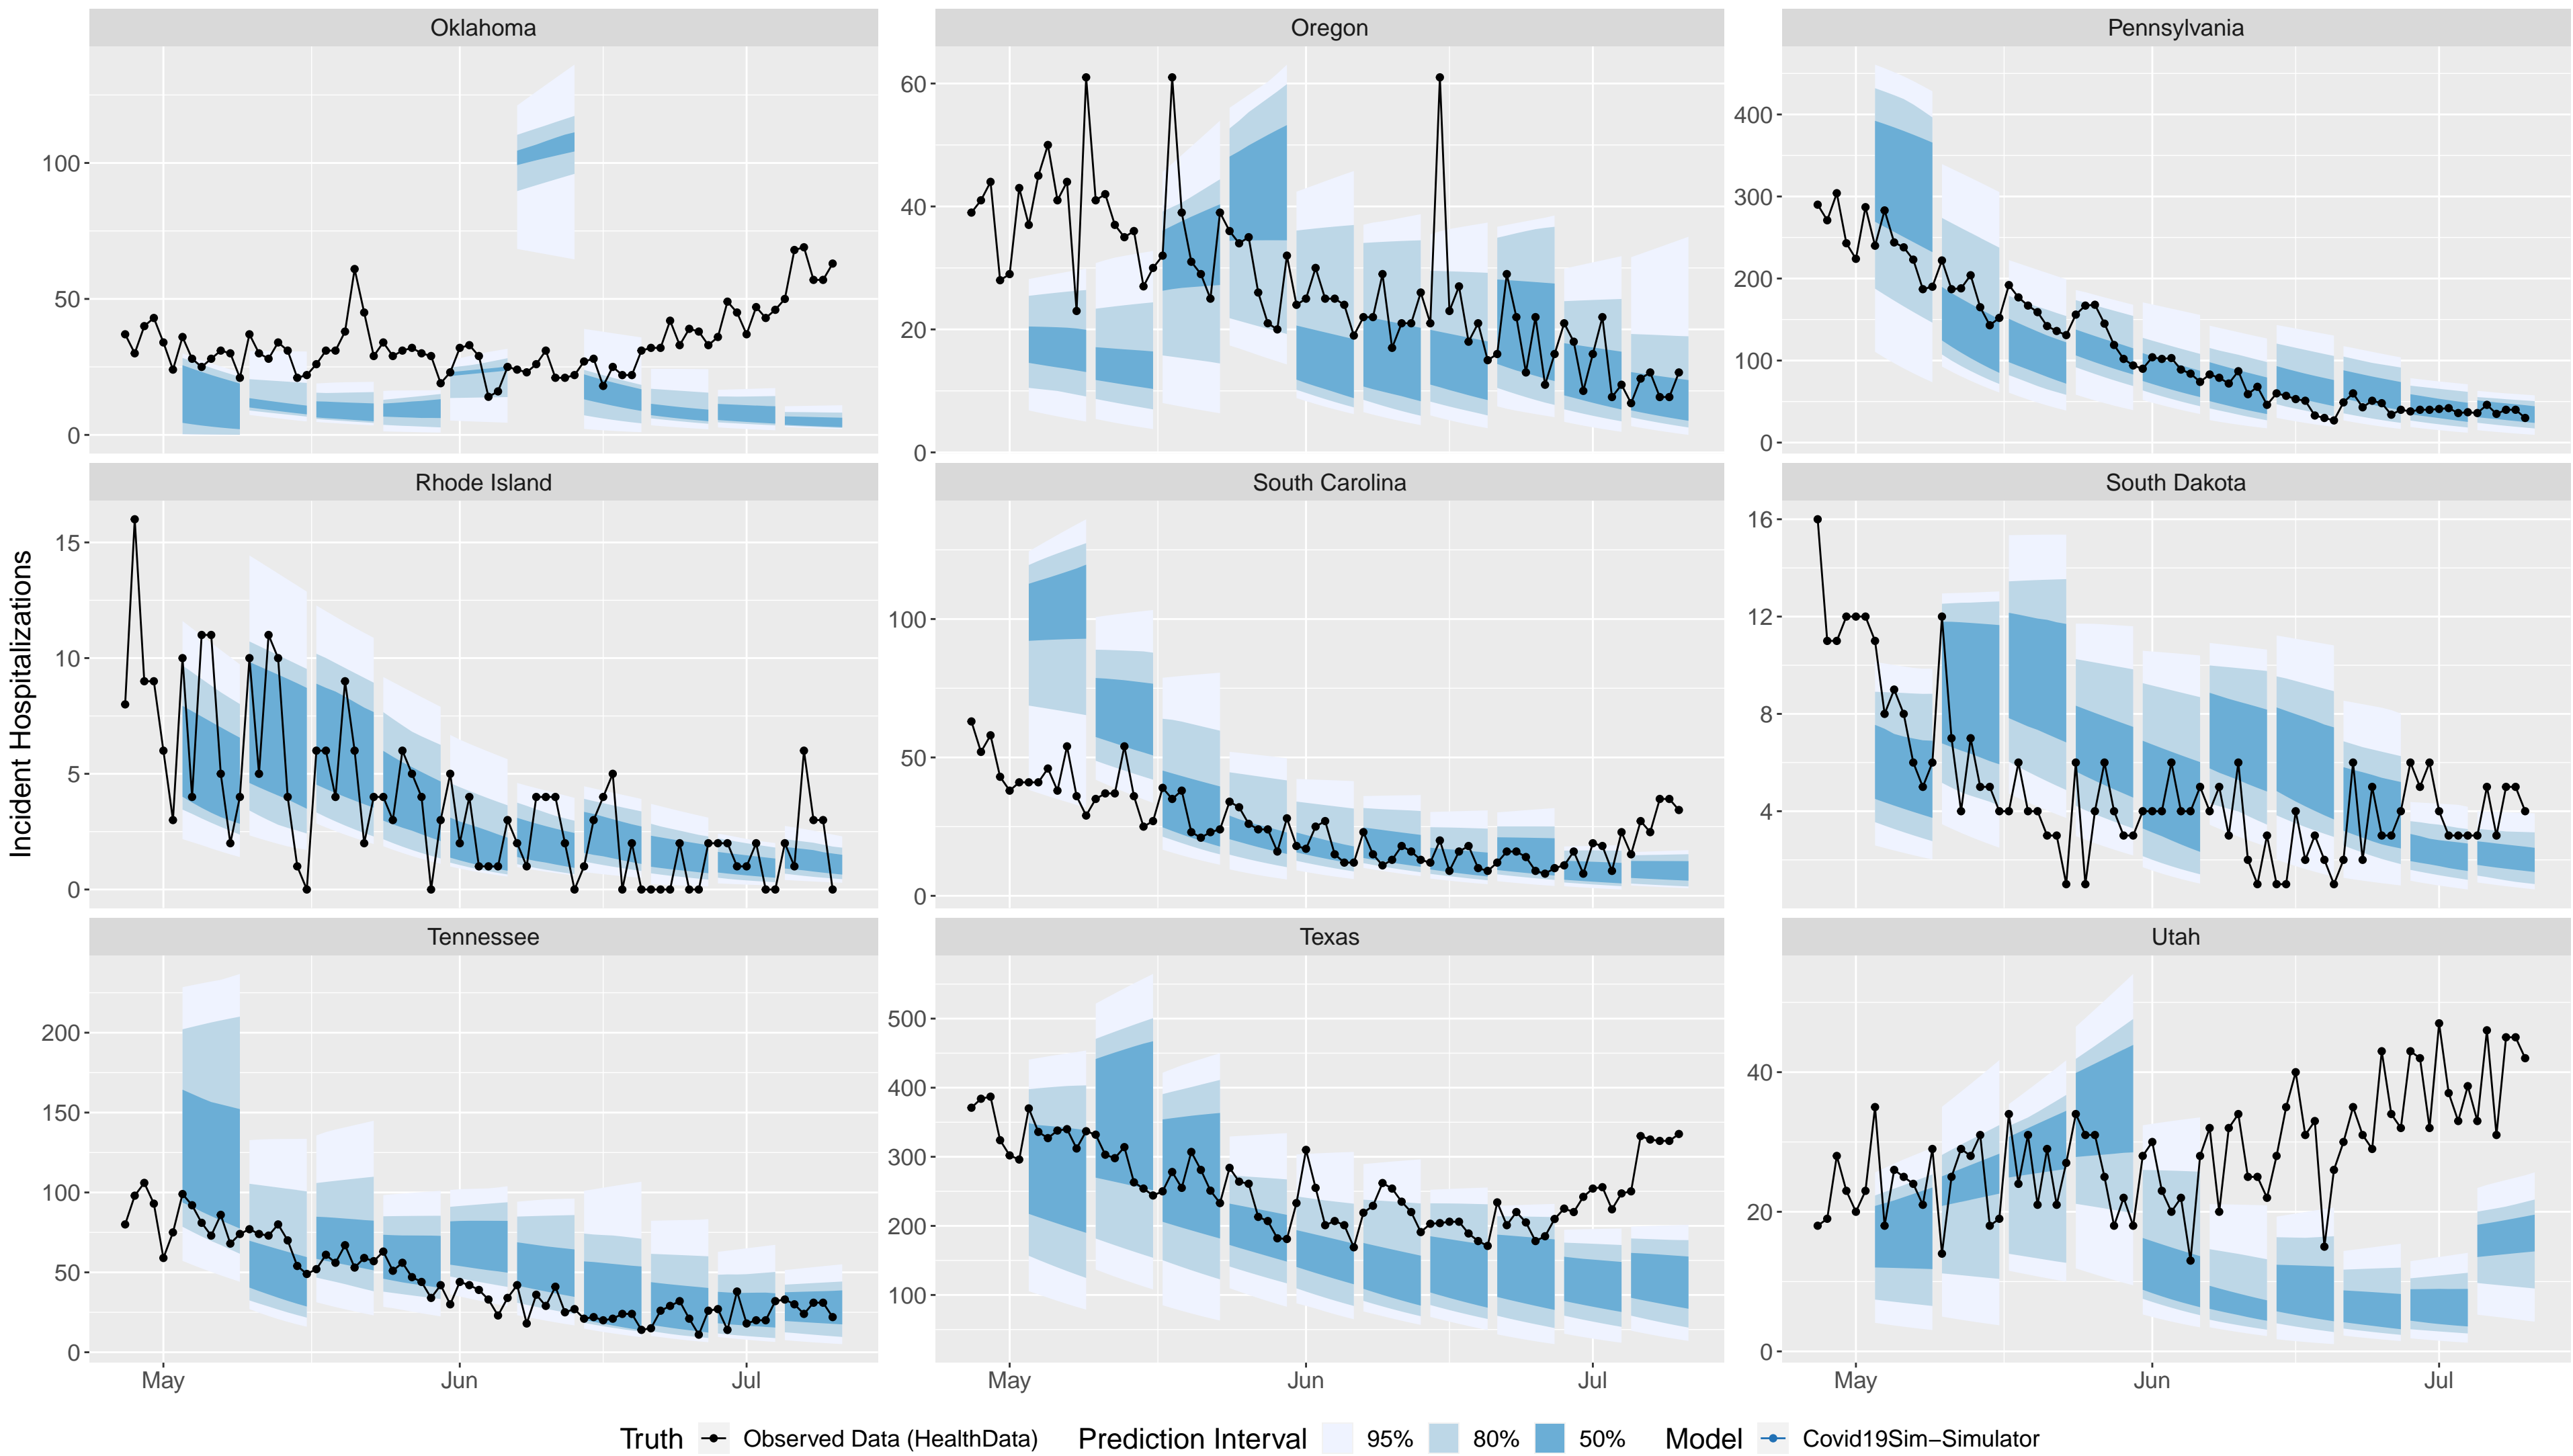 Oklahoma
Oregon
Pennsylvania
100
50
0
60
40
20
0
400
300
200
100
0
Rhode Island
South Carolina
South Dakota
Incident Hospitalizations
15
10
5
0
100
50
0
16
12
8
4
Tennessee
Texas
Utah
200
150
100
50
0
500
400
300
200
100
40
20
0
May Jun Jul
May Jun Jul
May Jun Jul
Truth Observed Data (HealthData) Prediction Interval 95% 80% 50% Model Covid19Sim−Simulator